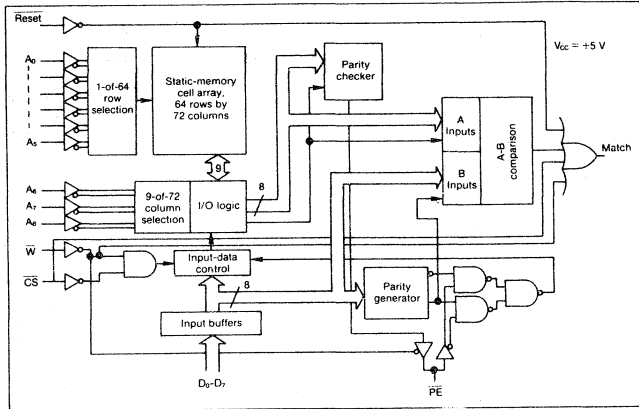 Reset
A0
A5
1-of-64
row
selection
Static-memory
cell array,
64 rows by
72 columns
Parity
checker
VCC = +5 V
A
Inputs
B
Inputs
A-B
comparison
Match
9
8
A6
A7
A8
9-of-72
column
selection
I/O logic
W
CS
Input-data
control
8
Input buffers
D0-D7
Parity
generator
PE